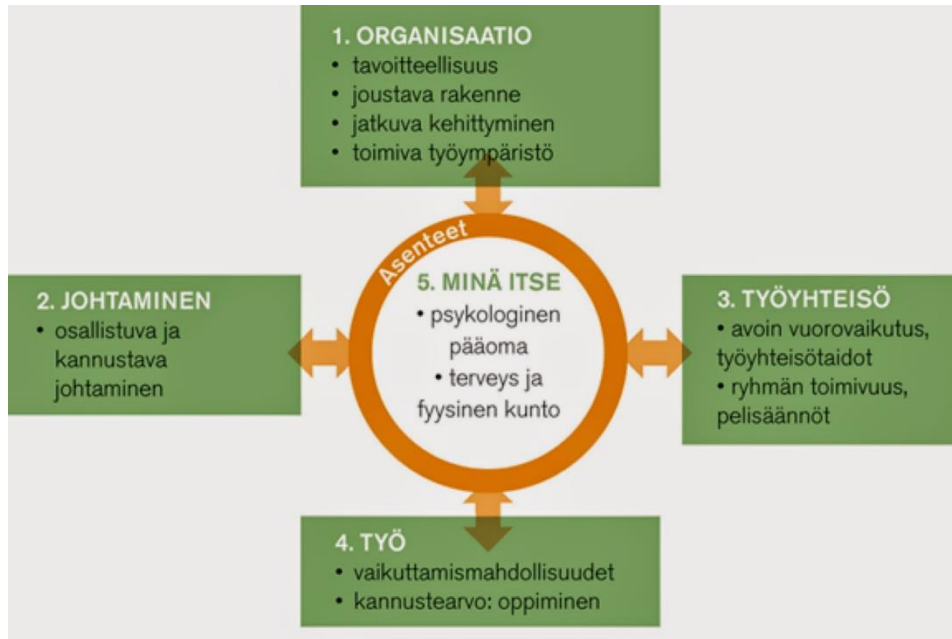 1. ORGANISAATIO
• tavoitteellisuus
• joustava rakenne
• jatkuva kehittyminen
• toimiva työympäristö
Asenteet
2. JOHTAMINEN
• osallistuva ja
kannustava
johtaminen
5. MINÄ ITSE
• psykologinen
pääoma
• terveys ja
fyysinen kunto
3. TYÖYHTEISÖ
• avoin vuorovaikutus,
työyhteisötaidot
• ryhmän toimivuus,
pelisäännöt
4. TYÖ
• vaikuttamismahdollisuudet
• kannustearvo: oppiminen